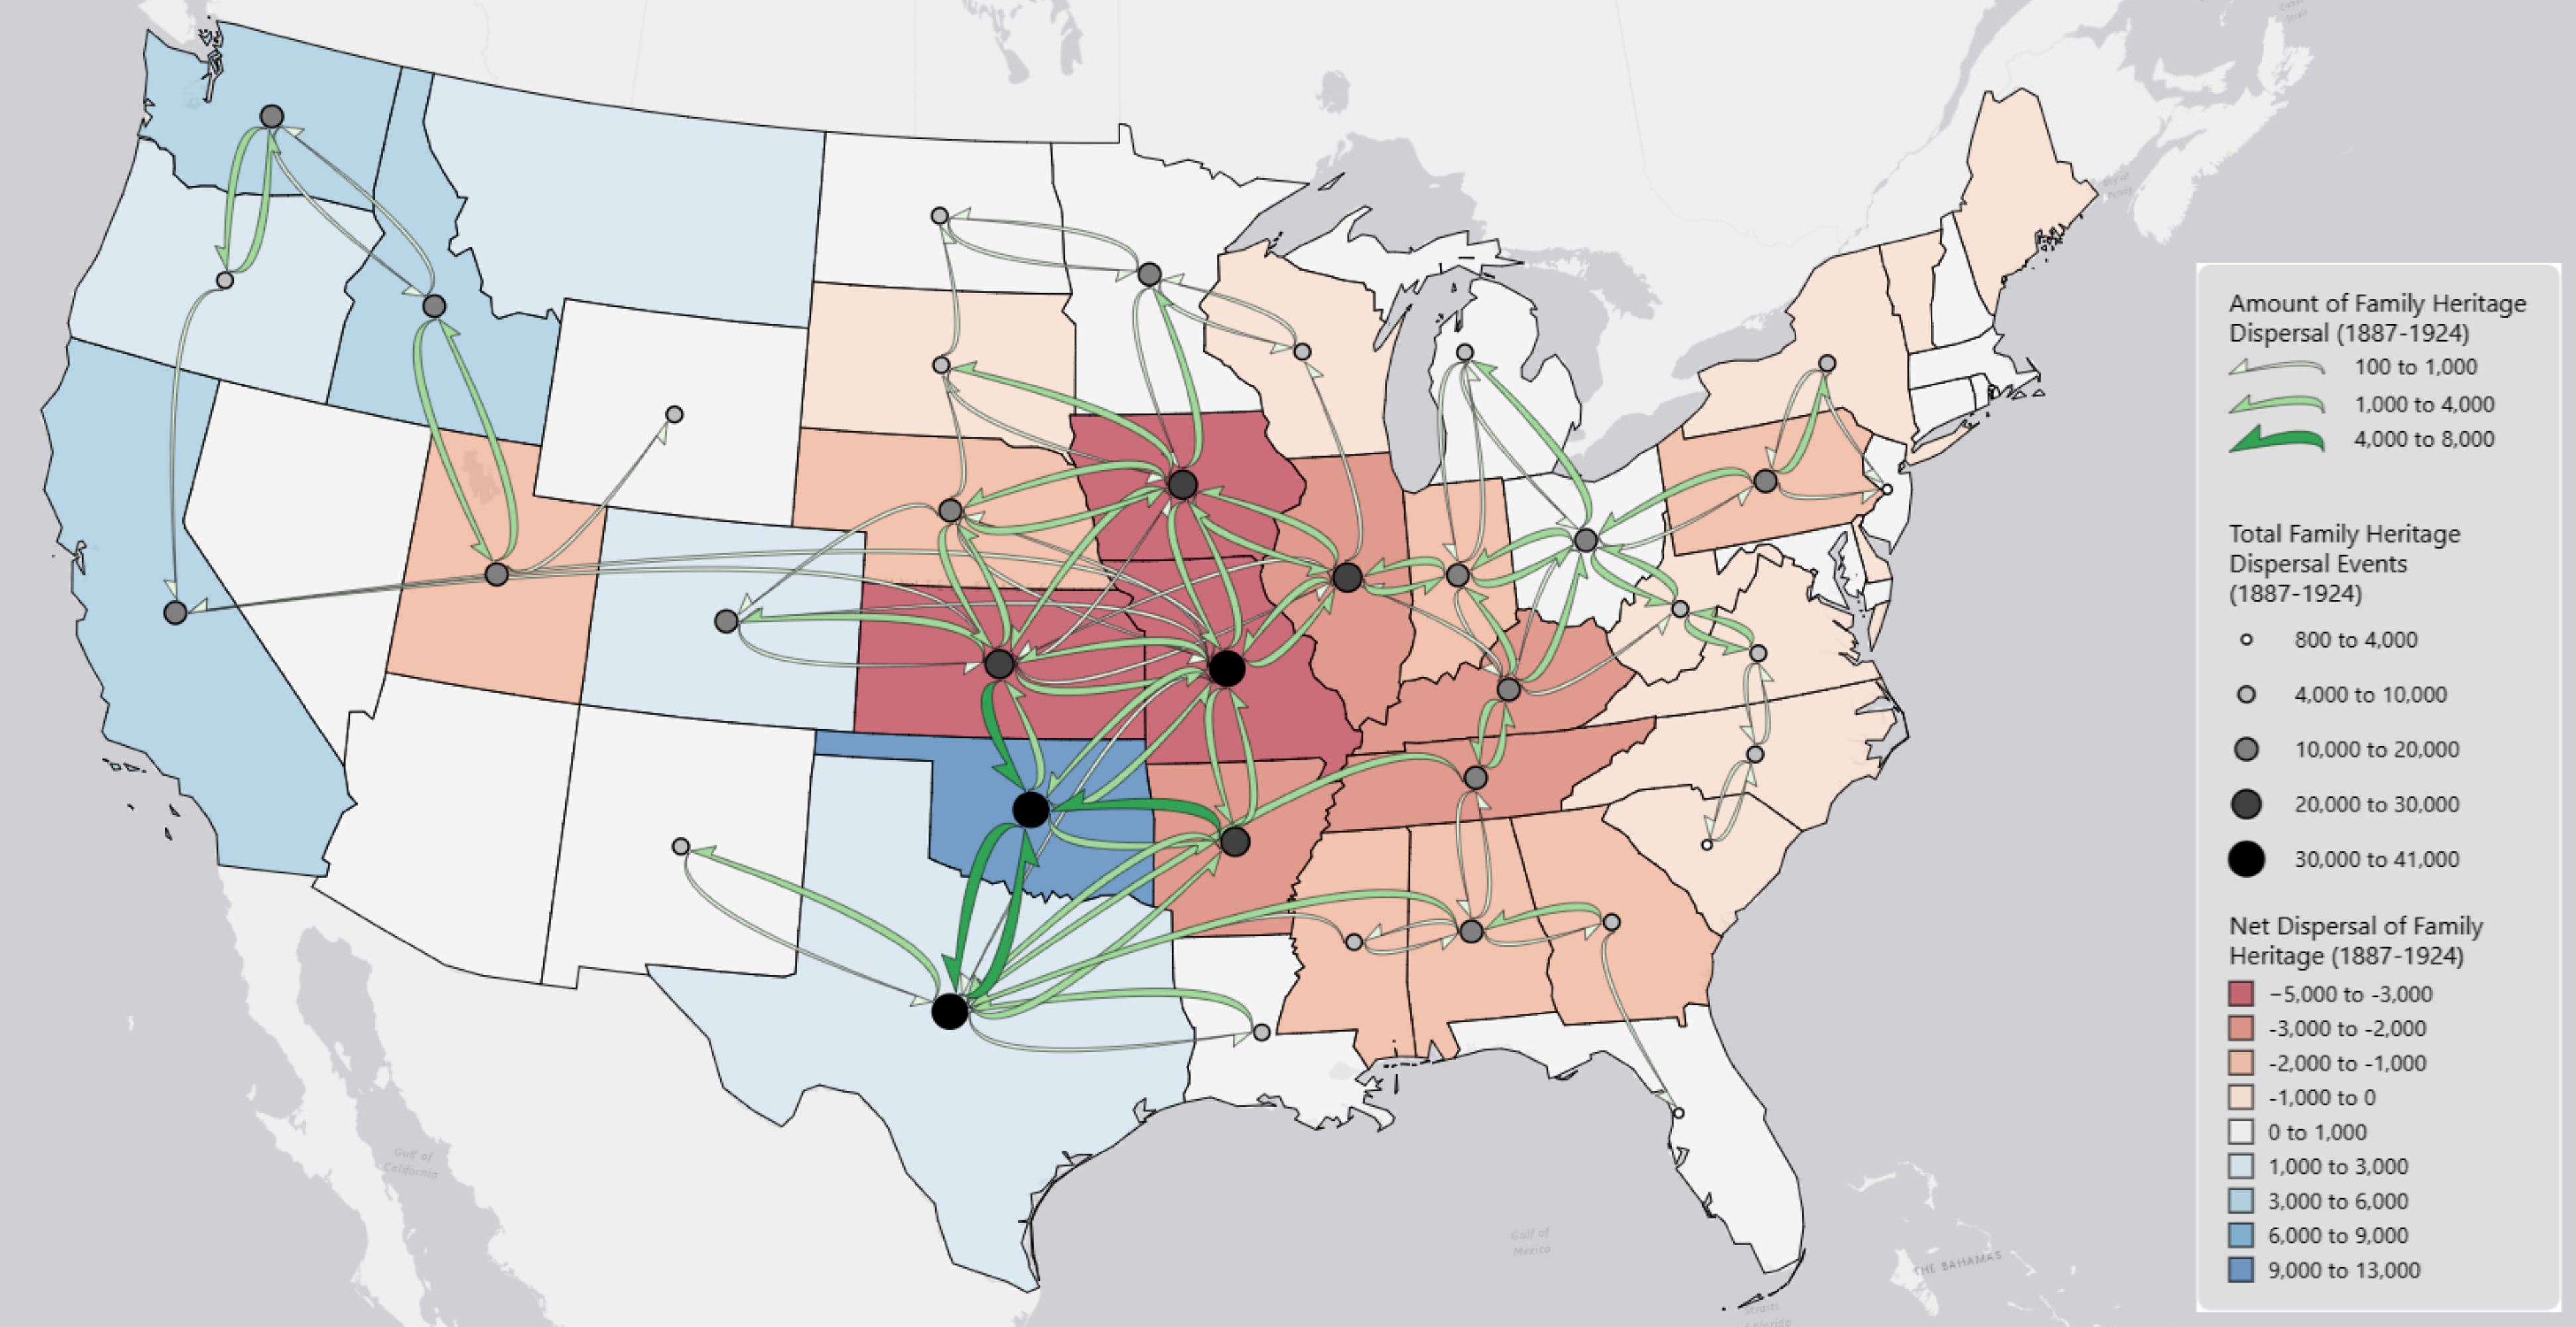 Amount of Family Heritage
Dispersal (1887-1924)
100 to 1,000
1,000 to 4,000
4,000 to 8,000
Total Family Heritage
Dispersal Events
(1887-1924)
800 to 4,000
4,000 to 10,000
10,000 to 20,000
20,000 to 30,000
30,000 to 41,000
Net Dispersal of Family
Heritage (1887-1924)
−5,000 to -3,000
-3,000 to -2,000
-2,000 to -1,000
-1,000 to 0
0 to 1,000
1,000 to 3,000
3,000 to 6,000
6,000 to 9,000
9,000 to 13,000
Gulf of
California
Gulf of
Mexico
THE BAHAMAS
Straits